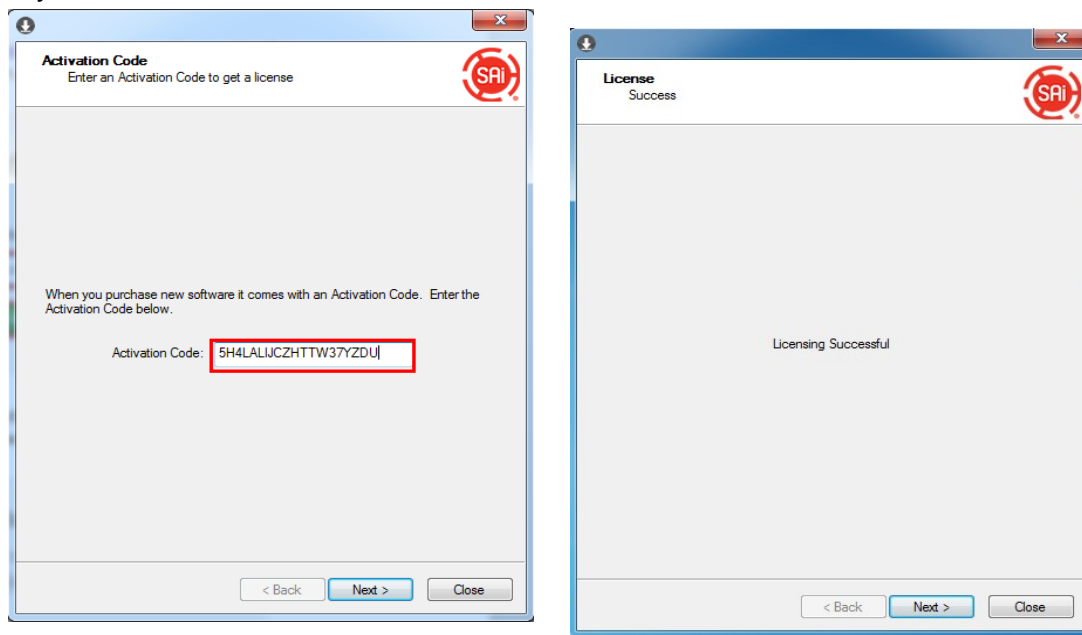 Activation Code
Enter an Activation Code to get a license
SAi
When you purchase new software it comes with an Activation Code. Enter the
Activation Code below.
Activation Code: 5H4LALIJCZHTTW37YZDU
< Back Next > Close
License
Success
SAi
Licensing Successful
< Back Next > Close